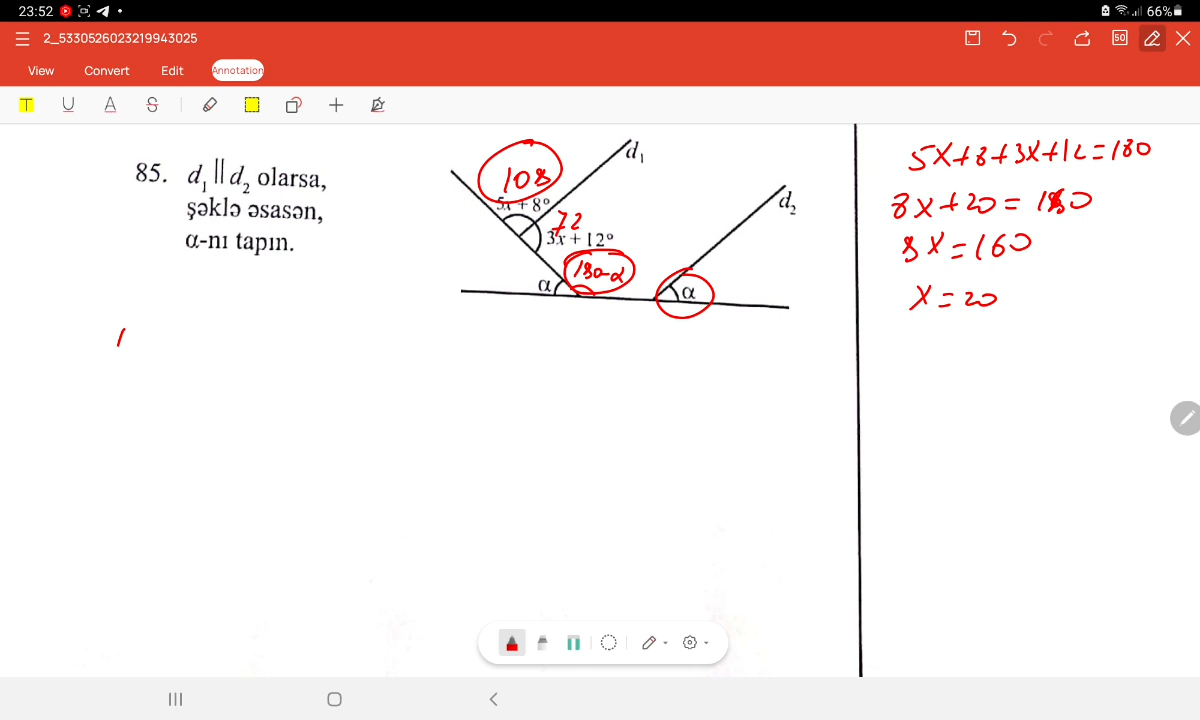 23:52
66%
2_5330526023219943025
50
View Convert Edit Annotation
T U A S
85. d₁ || d₂ olarsa,
şəklə əsasən,
α-nı tapın.
108
5x + 8°
72
3x + 12°
180-α
α
α
d₁
d₂
5x+8+3x+12=180
8x+20=180
8x=160
x=20